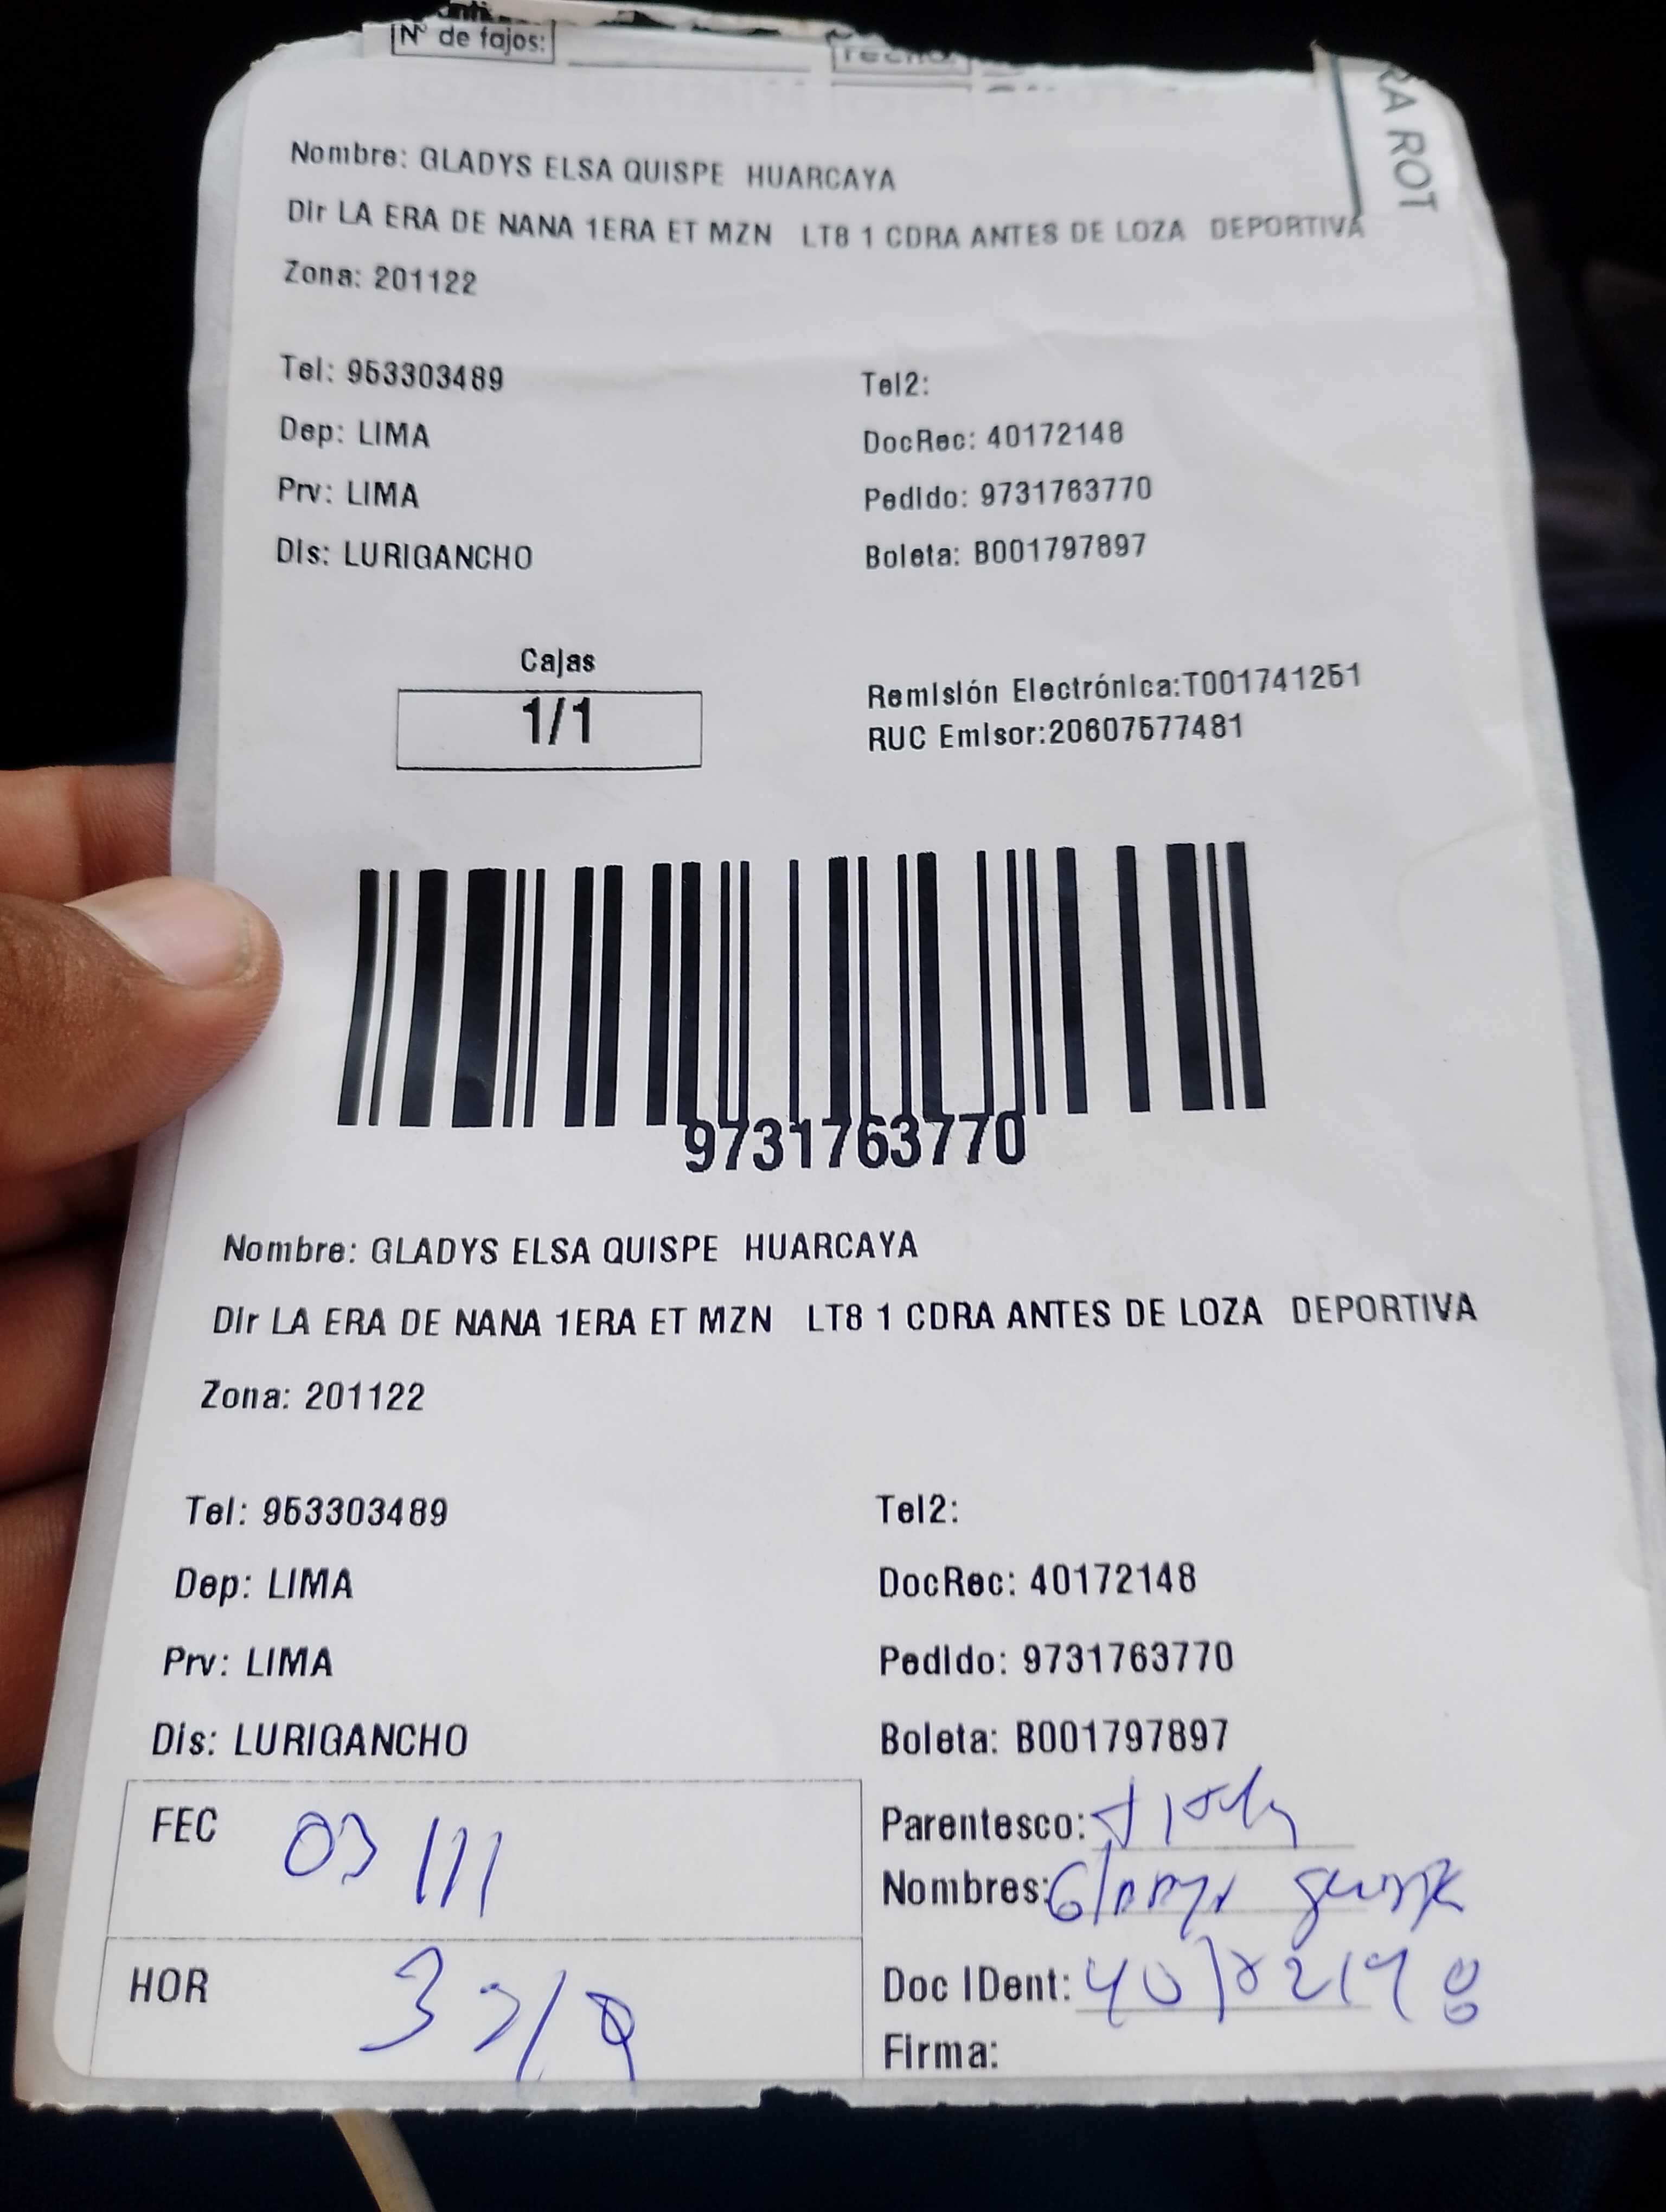 N° de fajos:
RA ROT
Nombre: GLADYS ELSA QUISPE HUARCAYA
Dir LA ERA DE NANA 1ERA ET MZN LT8 1 CDRA ANTES DE LOZA DEPORTIVA
Zona: 201122
Tel: 953303489 Tel2:
Dep: LIMA DocRec: 40172148
Prv: LIMA Pedido: 9731763770
Dis: LURIGANCHO Boleta: B001797897
Cajas
1/1
Remisión Electrónica:T001741251
RUC Emisor:20607577481
9731763770
Nombre: GLADYS ELSA QUISPE HUARCAYA
Dir LA ERA DE NANA 1ERA ET MZN LT8 1 CDRA ANTES DE LOZA DEPORTIVA
Zona: 201122
Tel: 953303489 Tel2:
Dep: LIMA DocRec: 40172148
Prv: LIMA Pedido: 9731763770
Dis: LURIGANCHO Boleta: B001797897
FEC 03/11 Parentesco:
Nombres: Gladys Quispe
HOR Doc IDent:
Firma: